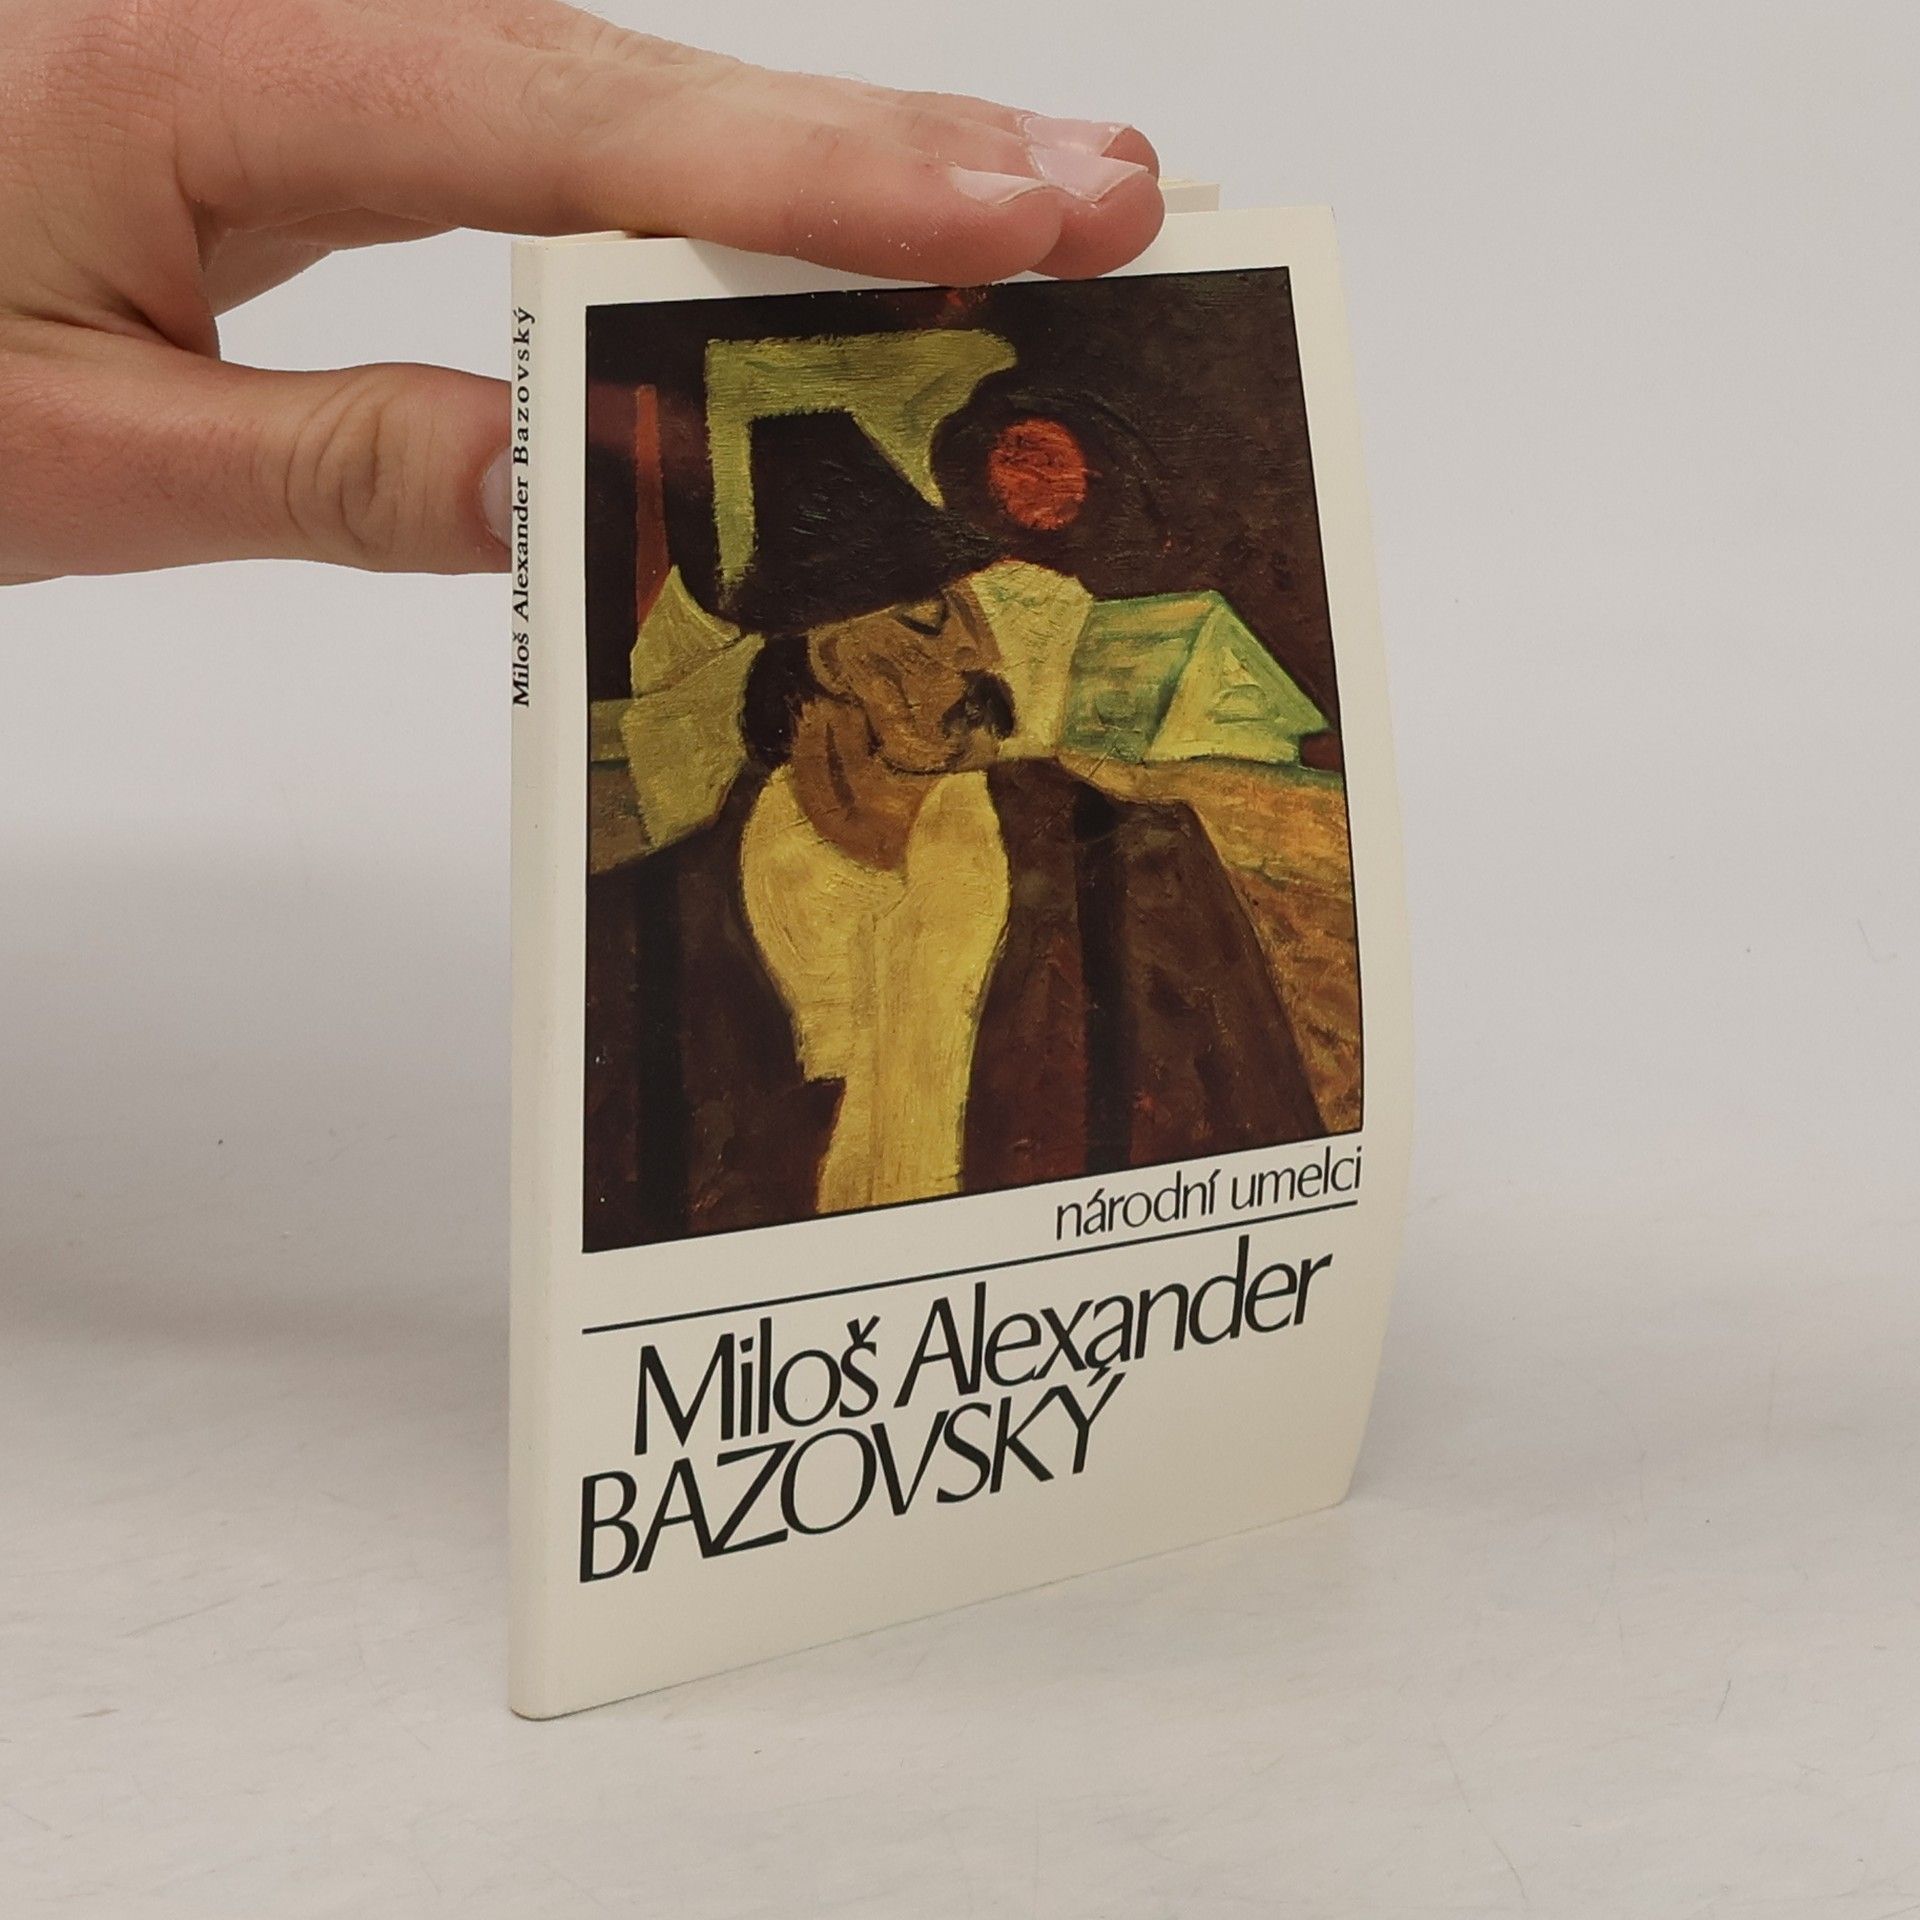 Miloš Alexander Bazovský
národní umelci
Miloš Alexander
BAZOVSKÝ